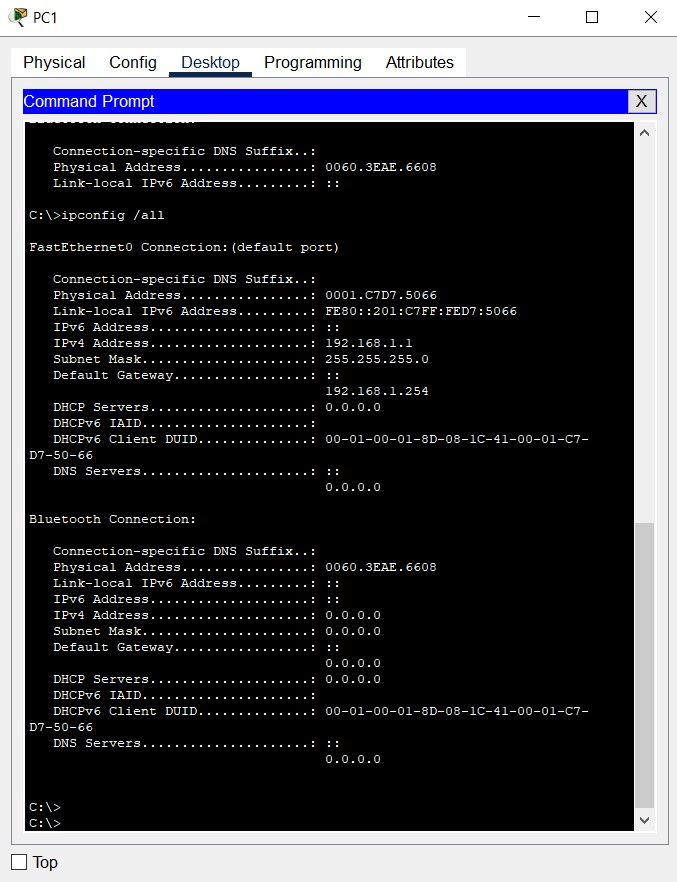 PC1
Physical Config Desktop Programming Attributes
Command Prompt X
Connection-specific DNS Suffix..:
Physical Address................: 0060.3EAE.6608
Link-local IPv6 Address.........: ::
C:\>ipconfig /all
FastEthernet0 Connection:(default port)
Connection-specific DNS Suffix..:
Physical Address................: 0001.C7D7.5066
Link-local IPv6 Address.........: FE80::201:C7FF:FED7:5066
IPv6 Address....................: ::
IPv4 Address....................: 192.168.1.1
Subnet Mask.....................: 255.255.255.0
Default Gateway.................: ::
192.168.1.254
DHCP Servers....................: 0.0.0.0
DHCPv6 IAID.....................:
DHCPv6 Client DUID..............: 00-01-00-01-8D-08-1C-41-00-01-C7-
D7-50-66
DNS Servers.....................: ::
0.0.0.0
Bluetooth Connection:
Connection-specific DNS Suffix..:
Physical Address................: 0060.3EAE.6608
Link-local IPv6 Address.........: ::
IPv6 Address....................: ::
IPv4 Address....................: 0.0.0.0
Subnet Mask.....................: 0.0.0.0
Default Gateway.................: ::
0.0.0.0
DHCP Servers....................: 0.0.0.0
DHCPv6 IAID.....................:
DHCPv6 Client DUID..............: 00-01-00-01-8D-08-1C-41-00-01-C7-
D7-50-66
DNS Servers.....................: ::
0.0.0.0
C:\>
C:\>
Top